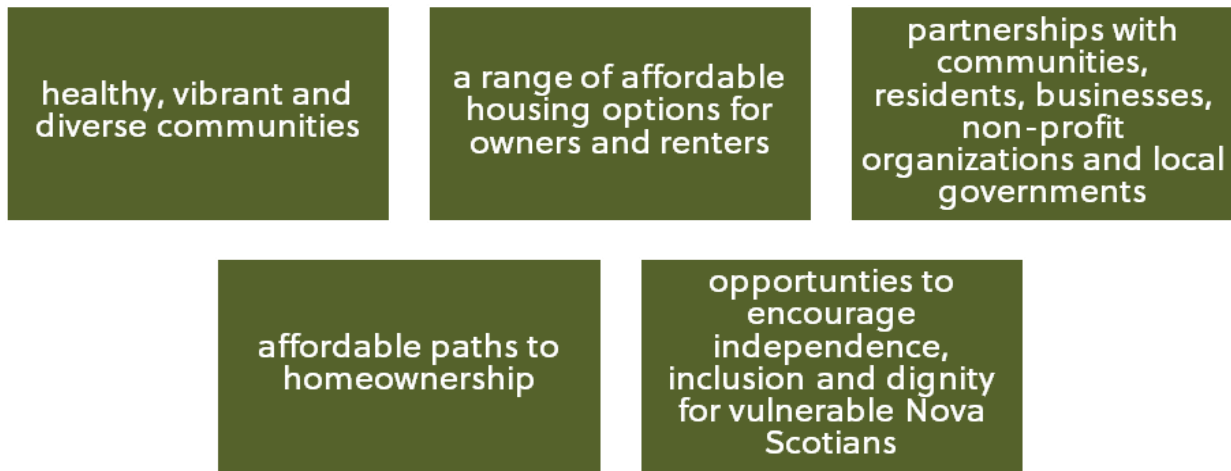 healthy, vibrant and
diverse communities
a range of affordable
housing options for
owners and renters
partnerships with
communities,
residents, businesses,
non-profit
organizations and local
governments
affordable paths to
homeownership
opportunties to
encourage
independence,
inclusion and dignity
for vulnerable Nova
Scotians